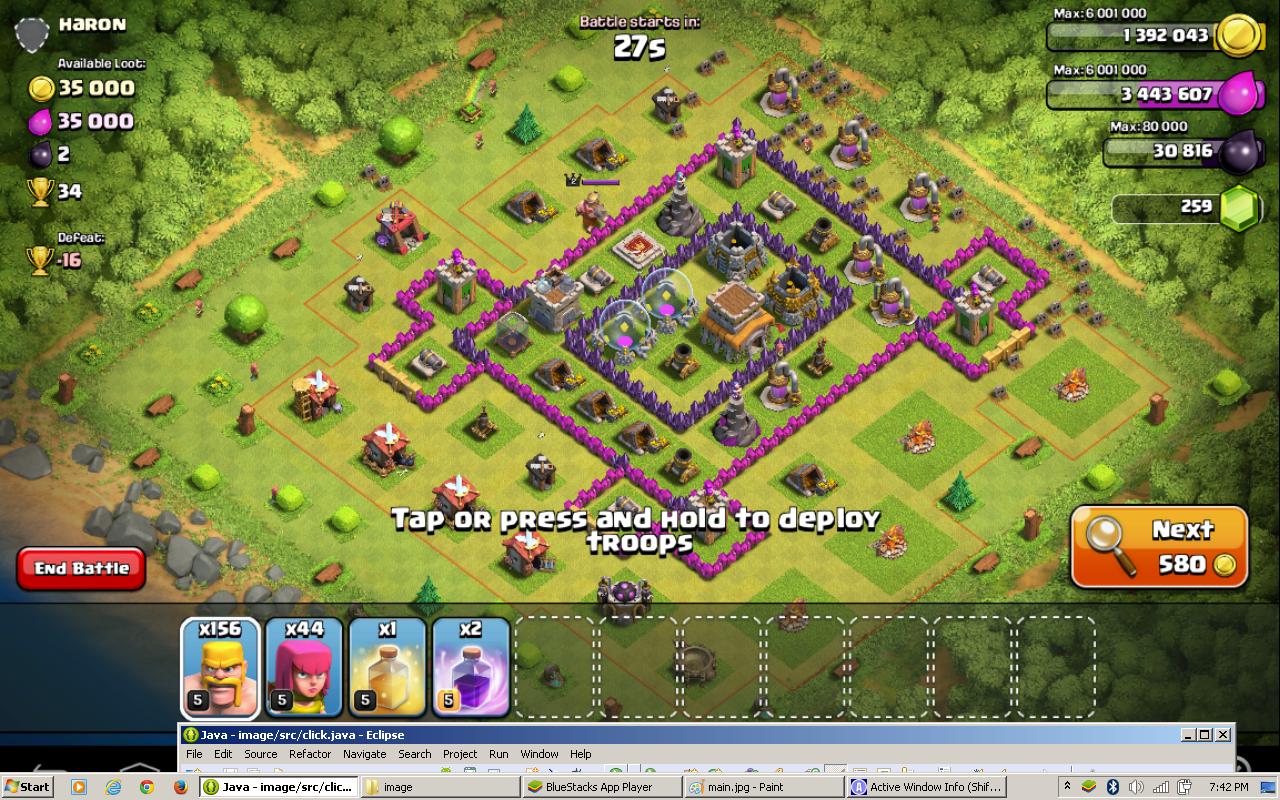 HARON
Available Loot:
35 000
35 000
2
34
Defeat:
-16
Battle starts in:
27s
Max: 6 001 000
1 392 043
Max: 6 001 000
3 443 607
Max: 80 000
30 816
259
2
Tap or press and hold to deploy
troops
End Battle
Next
580
x156
x44
x1
x2
5
5
5
5
Java - image/src/click.java - Eclipse
File Edit Source Refactor Navigate Search Project Run Window Help
Start
Java - image/src/clic...
image
BlueStacks App Player
main.jpg - Paint
Active Window Info (Shif...
7:42 PM